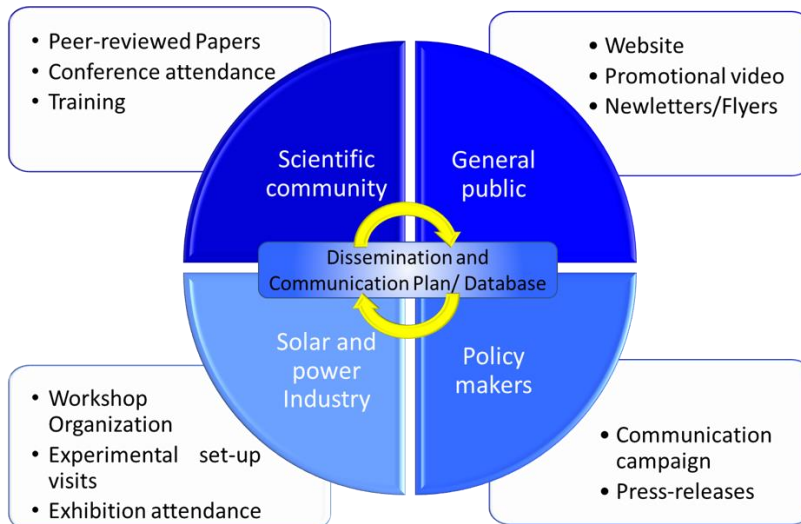 • Peer-reviewed Papers
• Conference attendance
• Training
• Website
• Promotional video
• Newletters/Flyers
Scientific
community
General
public
Dissemination and
Communication Plan/ Database
Solar and
power
Industry
Policy
makers
• Workshop
Organization
• Experimental set-up
visits
• Exhibition attendance
• Communication
campaign
• Press-releases